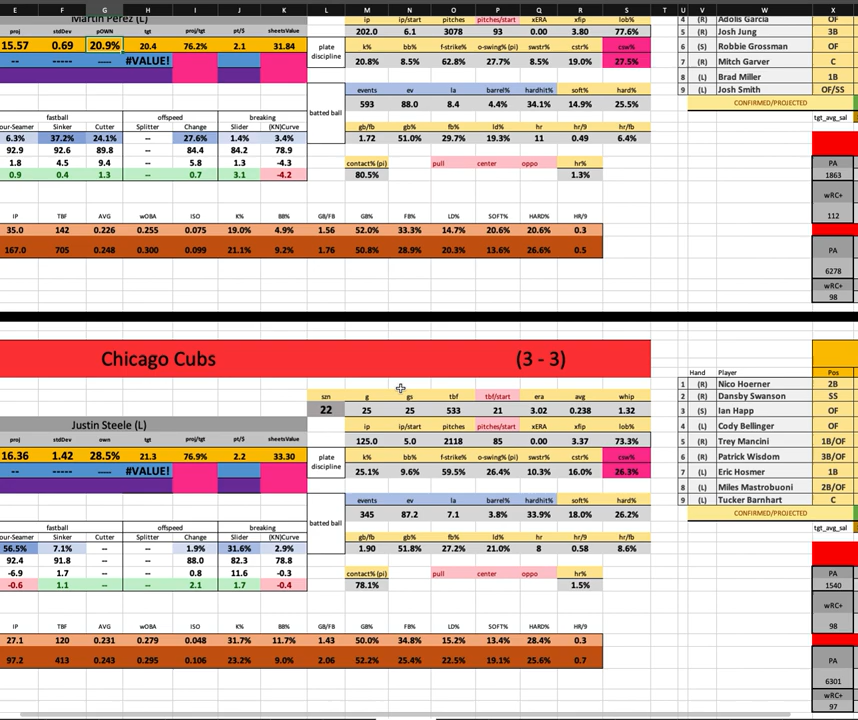 E F G H I J K L M N O P Q R S T U V W X
Martin Perez (L) ip ip/start pitches pitches/start xERA xfip lob% 4 (R) Adolis Garcia OF
proj stdDev pOWN tgt proj/tgt pt/$ sheetsValue 202.0 6.1 3078 93 0.00 3.80 77.6% 5 (R) Josh Jung 3B
15.57 0.69 20.9% 20.4 76.2% 2.1 31.84 plate discipline k% bb% f-strike% o-swing% (pi) swstr% cstr% csw% 6 (S) Robbie Grossman OF
-- ----- ----- #VALUE! 20.8% 8.5% 62.8% 27.7% 8.5% 19.0% 27.5% 7 (R) Mitch Garver C
8 (L) Brad Miller 1B
batted ball events ev la barrel% hardhit% soft% hard% 9 (L) Josh Smith OF/SS
593 88.0 8.4 4.4% 34.1% 14.9% 25.5% CONFIRMED/PROJECTED
fastball offspeed breaking tgt_avg_sal
our-Seamer Sinker Cutter Splitter Change Slider (KN)Curve gb/fb gb% fb% ld% hr hr/9 hr/fb
6.3% 37.2% 24.1% -- 27.6% 1.4% 3.4% 1.72 51.0% 29.7% 19.3% 11 0.49 6.4%
92.9 92.6 89.8 -- 84.4 84.2 78.9
1.8 4.5 9.4 -- 5.8 1.3 -4.3 contact% (pi) pull center oppo hr% PA
0.9 0.4 1.3 -- 0.7 3.1 -4.2 80.5% 1.3% 1863
wRC+
IP TBF AVG wOBA ISO K% BB% GB/FB GB% FB% LD% SOFT% HARD% HR/9 112
35.0 142 0.226 0.255 0.075 19.0% 4.9% 1.56 52.0% 33.3% 14.7% 20.6% 20.6% 0.3
167.0 705 0.248 0.300 0.099 21.1% 9.2% 1.76 50.8% 28.9% 20.3% 13.6% 26.6% 0.5 PA
6278
wRC+
98
Chicago Cubs (3 - 3)
Hand Player Pos
1 (R) Nico Hoerner 2B
szn g gs tbf tbf/start era avg whip 2 (R) Dansby Swanson SS
22 25 25 533 21 3.02 0.238 1.32 3 (S) Ian Happ OF
Justin Steele (L) ip ip/start pitches pitches/start xERA xfip lob% 4 (L) Cody Bellinger OF
proj stdDev own tgt proj/tgt pt/$ sheetsValue 125.0 5.0 2118 85 0.00 3.37 73.3% 5 (R) Trey Mancini 1B/OF
16.36 1.42 28.5% 21.3 76.9% 2.2 33.30 plate discipline k% bb% f-strike% o-swing% (pi) swstr% cstr% csw% 6 (R) Patrick Wisdom 3B/OF
-- ----- ----- #VALUE! 25.1% 9.6% 59.5% 26.4% 10.3% 16.0% 26.3% 7 (L) Eric Hosmer 1B
8 (L) Miles Mastrobuoni 2B/OF
batted ball events ev la barrel% hardhit% soft% hard% 9 (L) Tucker Barnhart C
345 87.2 7.1 3.8% 33.9% 18.0% 26.2% CONFIRMED/PROJECTED
fastball offspeed breaking tgt_avg_sal
our-Seamer Sinker Cutter Splitter Change Slider (KN)Curve gb/fb gb% fb% ld% hr hr/9 hr/fb
56.5% 7.1% -- -- 1.9% 31.6% 2.9% 1.90 51.8% 27.2% 21.0% 8 0.58 8.6%
92.4 91.8 -- -- 88.0 82.3 78.8
-6.9 1.7 -- -- 0.8 11.6 -0.3 contact% (pi) pull center oppo hr% PA
-0.6 1.1 -- -- 2.1 1.7 -0.4 78.1% 1.5% 1540
wRC+
IP TBF AVG wOBA ISO K% BB% GB/FB GB% FB% LD% SOFT% HARD% HR/9 98
27.1 120 0.231 0.279 0.048 31.7% 11.7% 1.43 50.0% 34.8% 15.2% 13.4% 28.4% 0.3
97.2 413 0.243 0.295 0.106 23.2% 9.0% 2.06 52.2% 25.4% 22.5% 19.1% 25.6% 0.7 PA
6301
wRC+
97